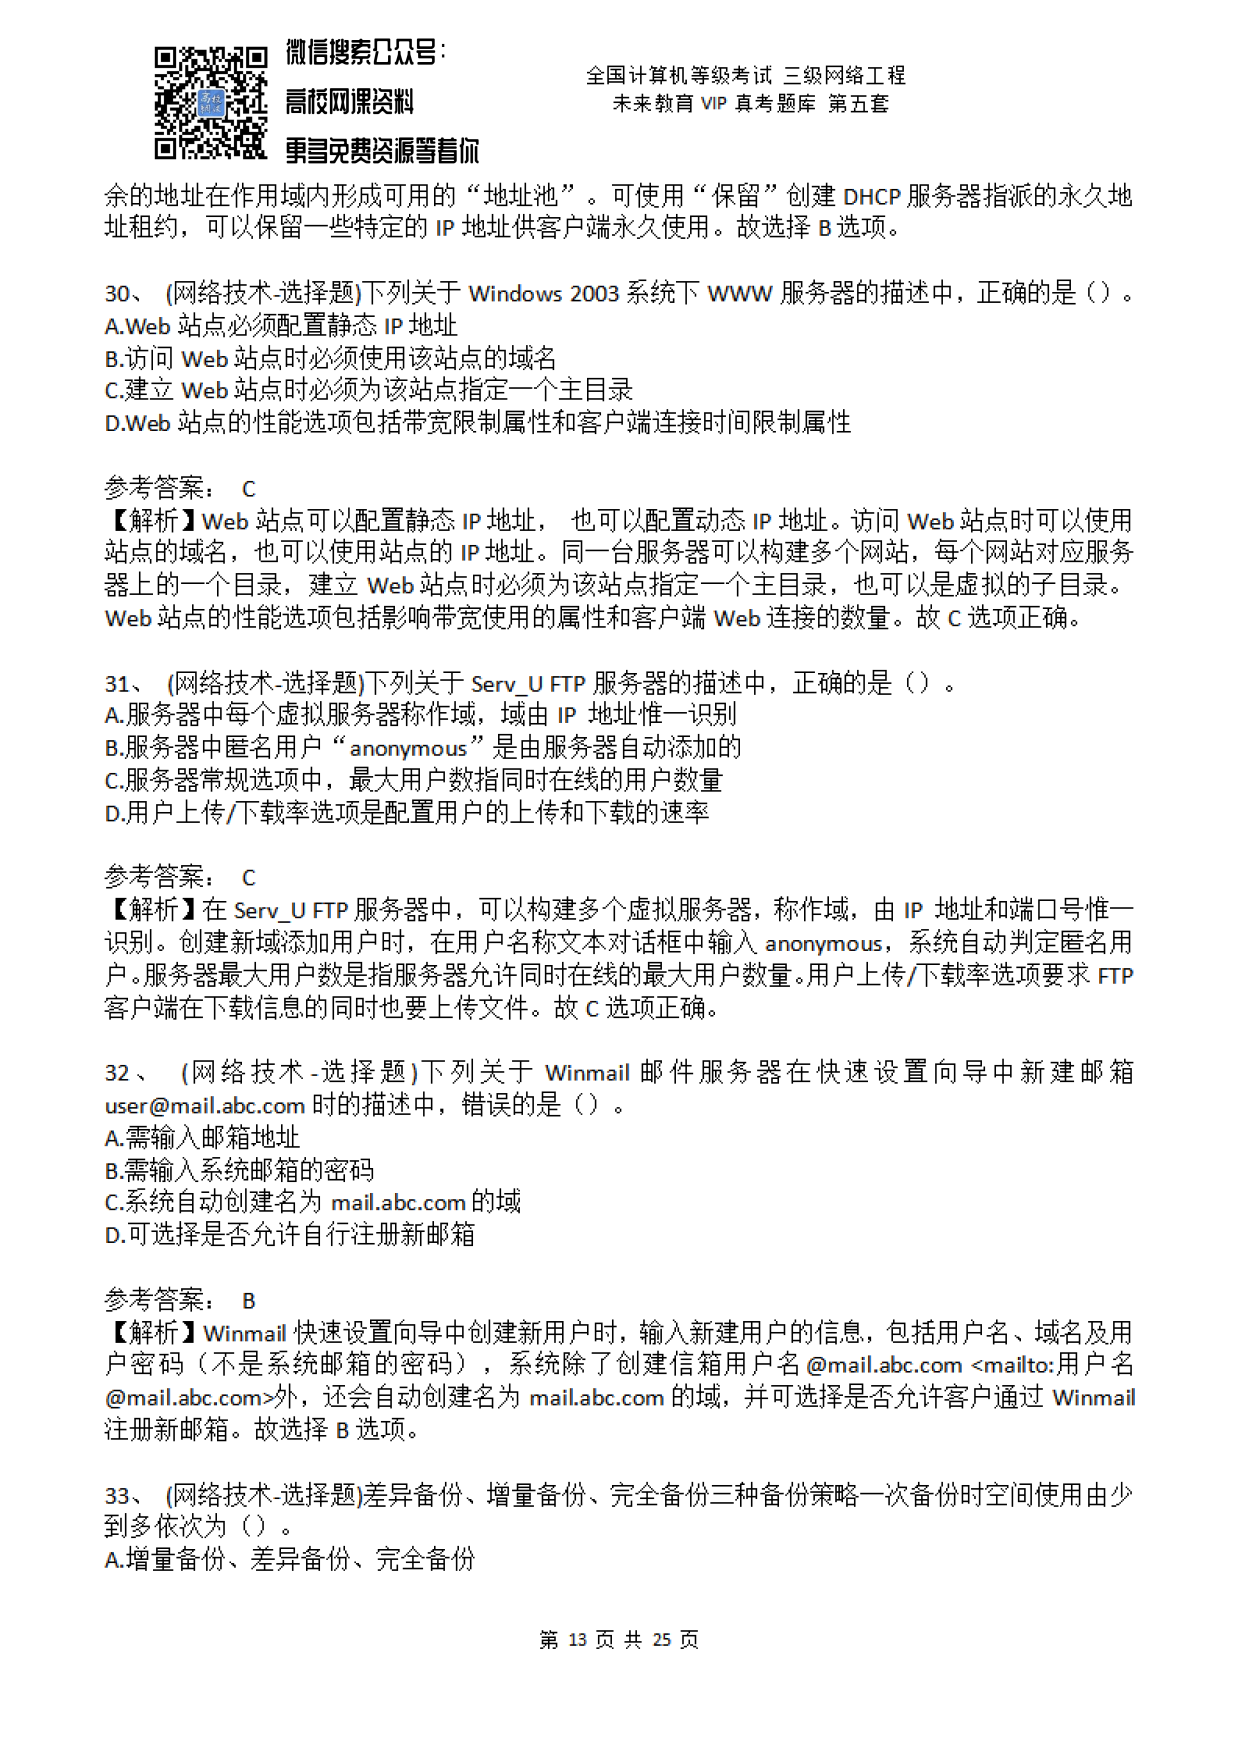 微信搜索公众号：
高校网课资料
更多免费资源等着你
全国计算机等级考试 三级网络工程
未来教育 VIP 真考题库 第五套
余的地址在作用域内形成可用的“地址池”。可使用“保留”创建 DHCP 服务器指派的永久地
址租约，可以保留一些特定的 IP 地址供客户端永久使用。故选择 B 选项。
30、 (网络技术-选择题)下列关于 Windows 2003 系统下 WWW 服务器的描述中，正确的是（）。
A.Web 站点必须配置静态 IP 地址
B.访问 Web 站点时必须使用该站点的域名
C.建立 Web 站点时必须为该站点指定一个主目录
D.Web 站点的性能选项包括带宽限制属性和客户端连接时间限制属性
参考答案： C
【解析】Web 站点可以配置静态 IP 地址， 也可以配置动态 IP 地址。访问 Web 站点时可以使用
站点的域名，也可以使用站点的 IP 地址。同一台服务器可以构建多个网站，每个网站对应服务
器上的一个目录，建立 Web 站点时必须为该站点指定一个主目录，也可以是虚拟的子目录。
Web 站点的性能选项包括影响带宽使用的属性和客户端 Web 连接的数量。故 C 选项正确。
31、 (网络技术-选择题)下列关于 Serv_U FTP 服务器的描述中，正确的是（）。
A.服务器中每个虚拟服务器称作域，域由 IP 地址惟一识别
B.服务器中匿名用户“anonymous”是由服务器自动添加的
C.服务器常规选项中，最大用户数指同时在线的用户数量
D.用户上传/下载率选项是配置用户的上传和下载的速率
参考答案： C
【解析】在 Serv_U FTP 服务器中，可以构建多个虚拟服务器，称作域，由 IP 地址和端口号惟一
识别。创建新域添加用户时，在用户名称文本对话框中输入 anonymous，系统自动判定匿名用
户。服务器最大用户数是指服务器允许同时在线的最大用户数量。用户上传/下载率选项要求 FTP
客户端在下载信息的同时也要上传文件。故 C 选项正确。
32、 (网络技术-选择题)下列关于 Winmail 邮件服务器在快速设置向导中新建邮箱
user@mail.abc.com 时的描述中，错误的是（）。
A.需输入邮箱地址
B.需输入系统邮箱的密码
C.系统自动创建名为 mail.abc.com 的域
D.可选择是否允许自行注册新邮箱
参考答案： B
【解析】Winmail 快速设置向导中创建新用户时，输入新建用户的信息，包括用户名、域名及用
户密码（不是系统邮箱的密码），系统除了创建信箱用户名@mail.abc.com <mailto:用户名
@mail.abc.com>外，还会自动创建名为 mail.abc.com 的域，并可选择是否允许客户通过 Winmail
注册新邮箱。故选择 B 选项。
33、 (网络技术-选择题)差异备份、增量备份、完全备份三种备份策略一次备份时空间使用由少
到多依次为（）。
A.增量备份、差异备份、完全备份
第 13 页 共 25 页